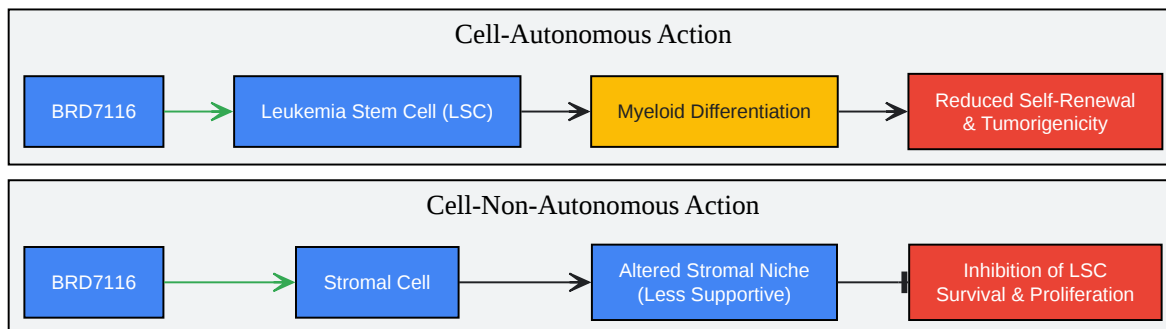 Cell-Autonomous Action
BRD7116
Leukemia Stem Cell (LSC)
Myeloid Differentiation
Reduced Self-Renewal
& Tumorigenicity
Cell-Non-Autonomous Action
BRD7116
Stromal Cell
Altered Stromal Niche
(Less Supportive)
Inhibition of LSC
Survival & Proliferation